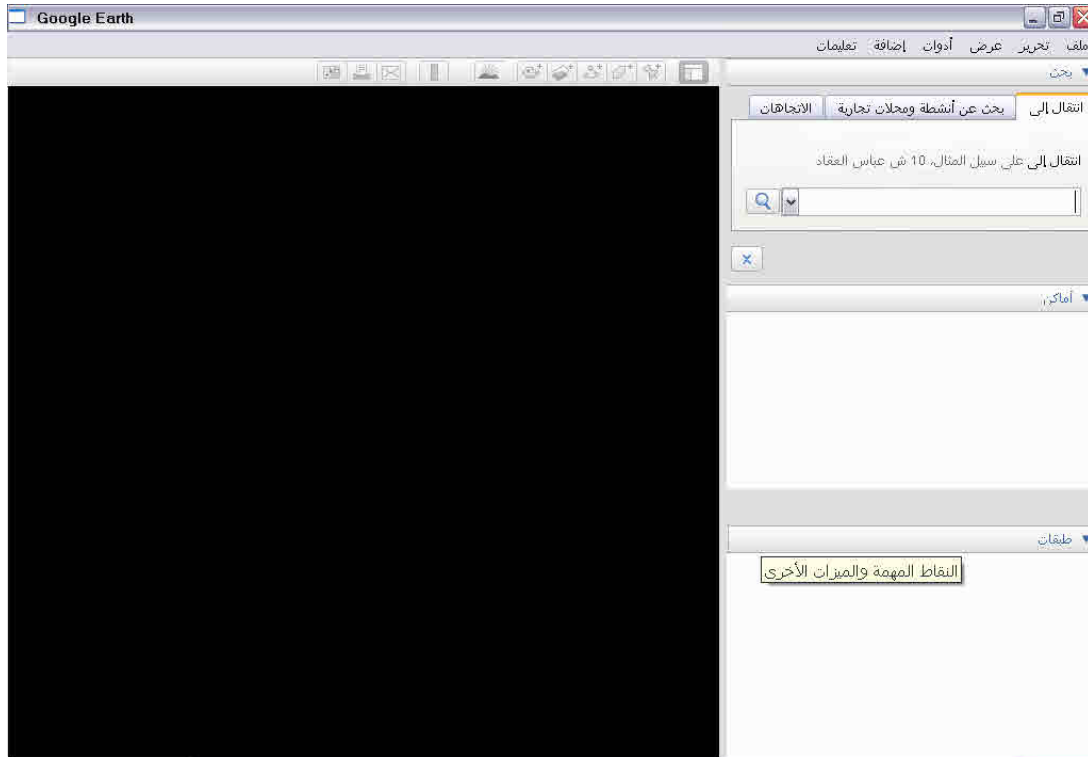 Google Earth
ملف تحرير عرض أدوات إضافة تعليمات
بحث
انتقال إلى بحث عن أنشطة ومحلات تجارية الاتجاهات
انتقال إلى على سبيل المثال، 10 ش عباس العقاد
أماكن
طبقات
النقاط المهمة والميزات الأخرى